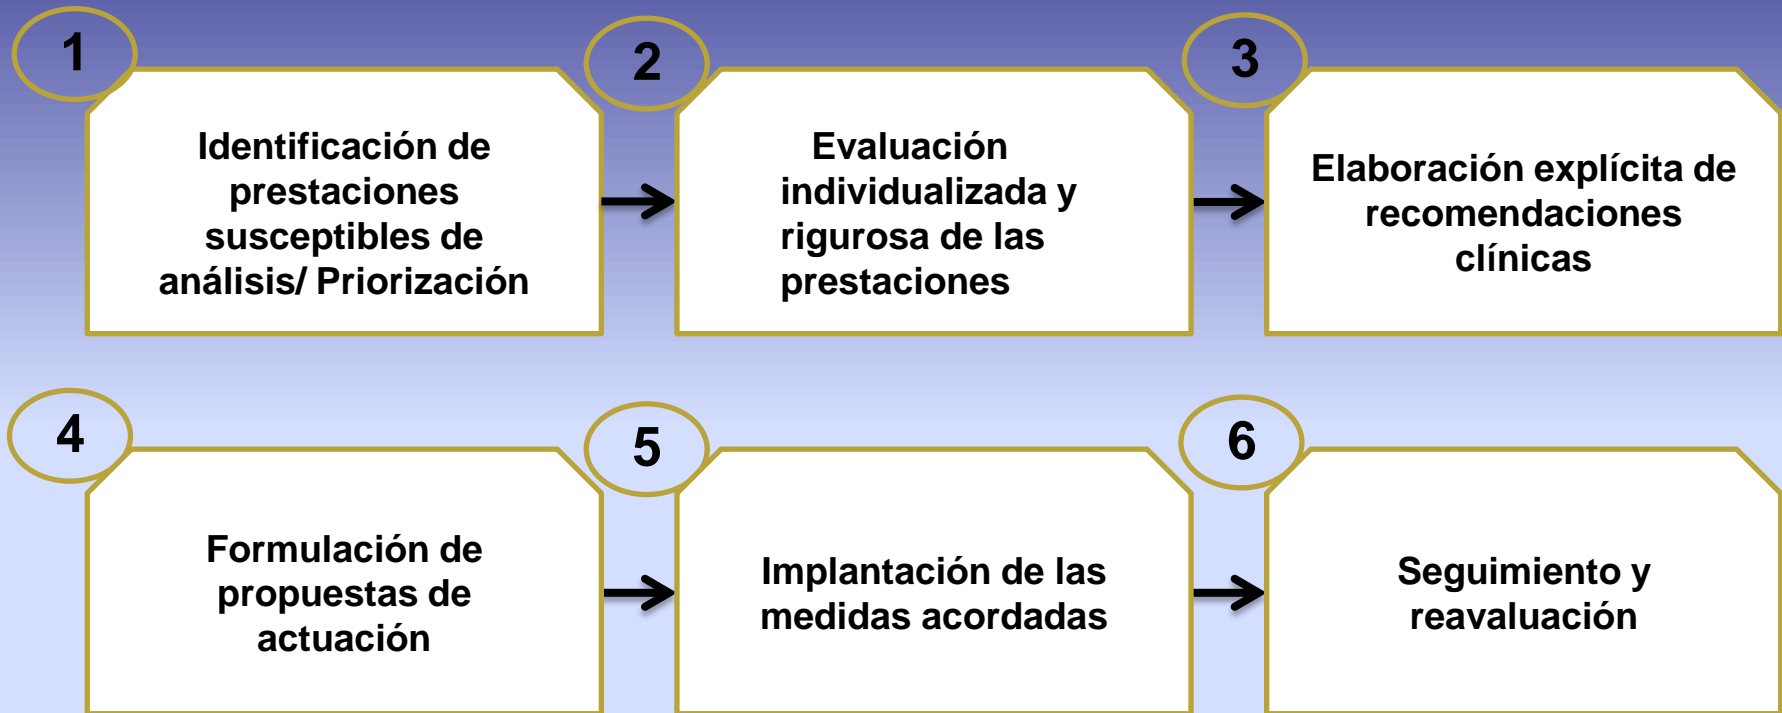 1
Identificación de
prestaciones
susceptibles de
análisis/ Priorización
2
Evaluación
individualizada y
rigurosa de las
prestaciones
3
Elaboración explícita de
recomendaciones
clínicas
4
Formulación de
propuestas de
actuación
5
Implantación de las
medidas acordadas
6
Seguimiento y
reavaluación